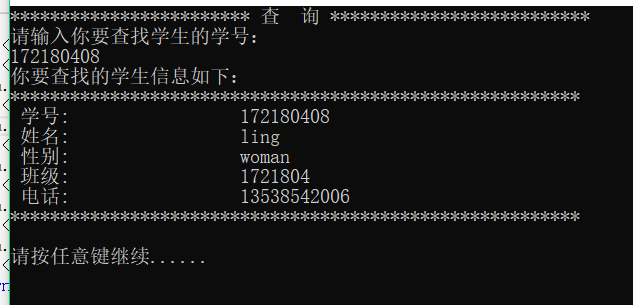 ************************ 查  询 **************************
请输入你要查找学生的学号:
172180408
你要查找的学生信息如下:
*********************************************************
学号: 172180408
姓名: ling
性别: woman
班级: 1721804
电话: 13538542006
*********************************************************
请按任意键继续......